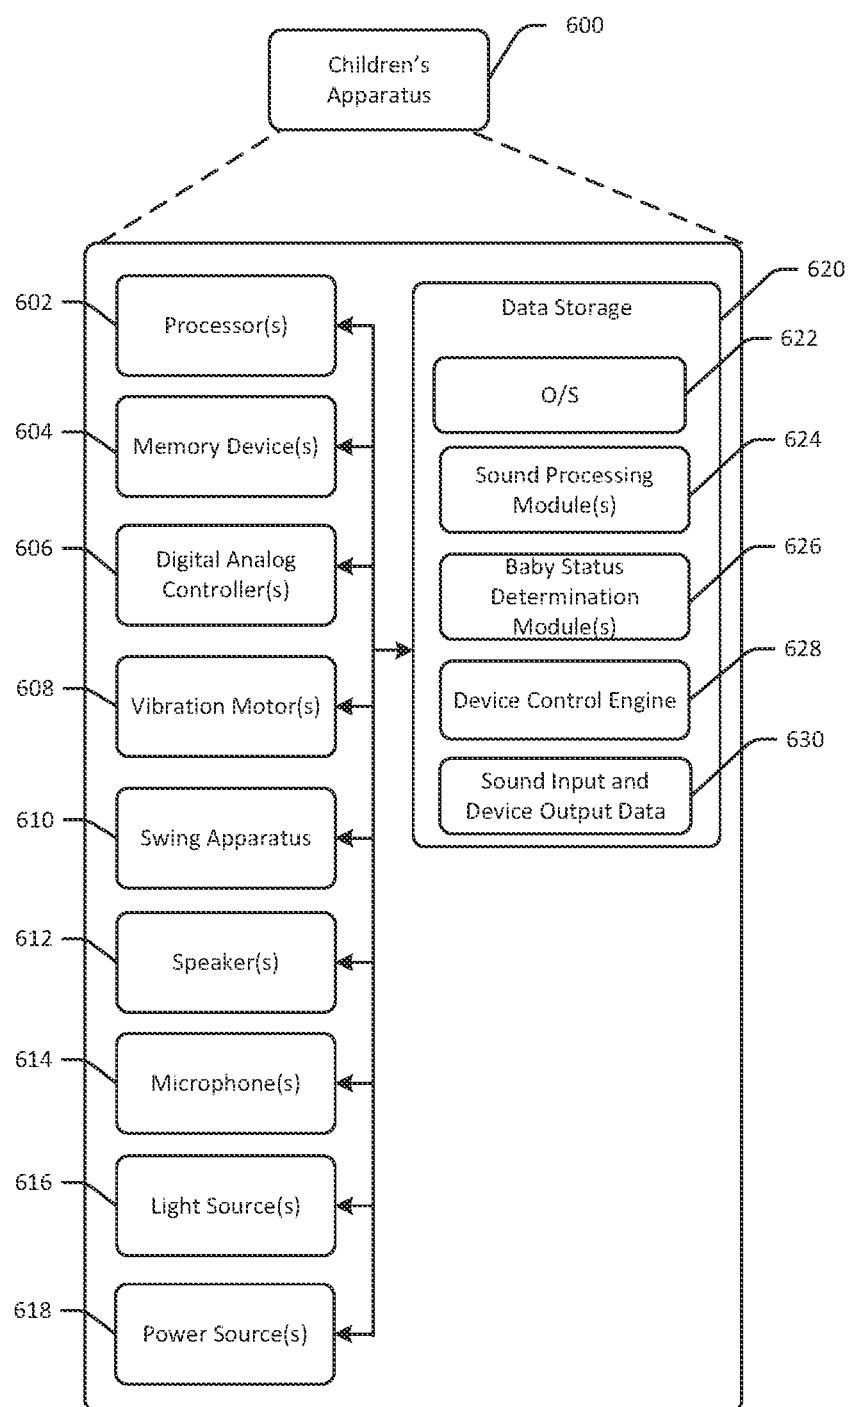 600
Children's
Apparatus
602
Processor(s)
604
Memory Device(s)
606
Digital Analog
Controller(s)
608
Vibration Motor(s)
610
Swing Apparatus
612
Speaker(s)
614
Microphone(s)
616
Light Source(s)
618
Power Source(s)
620
Data Storage
622
O/S
624
Sound Processing
Module(s)
626
Baby Status
Determination
Module(s)
628
Device Control Engine
630
Sound Input and
Device Output Data